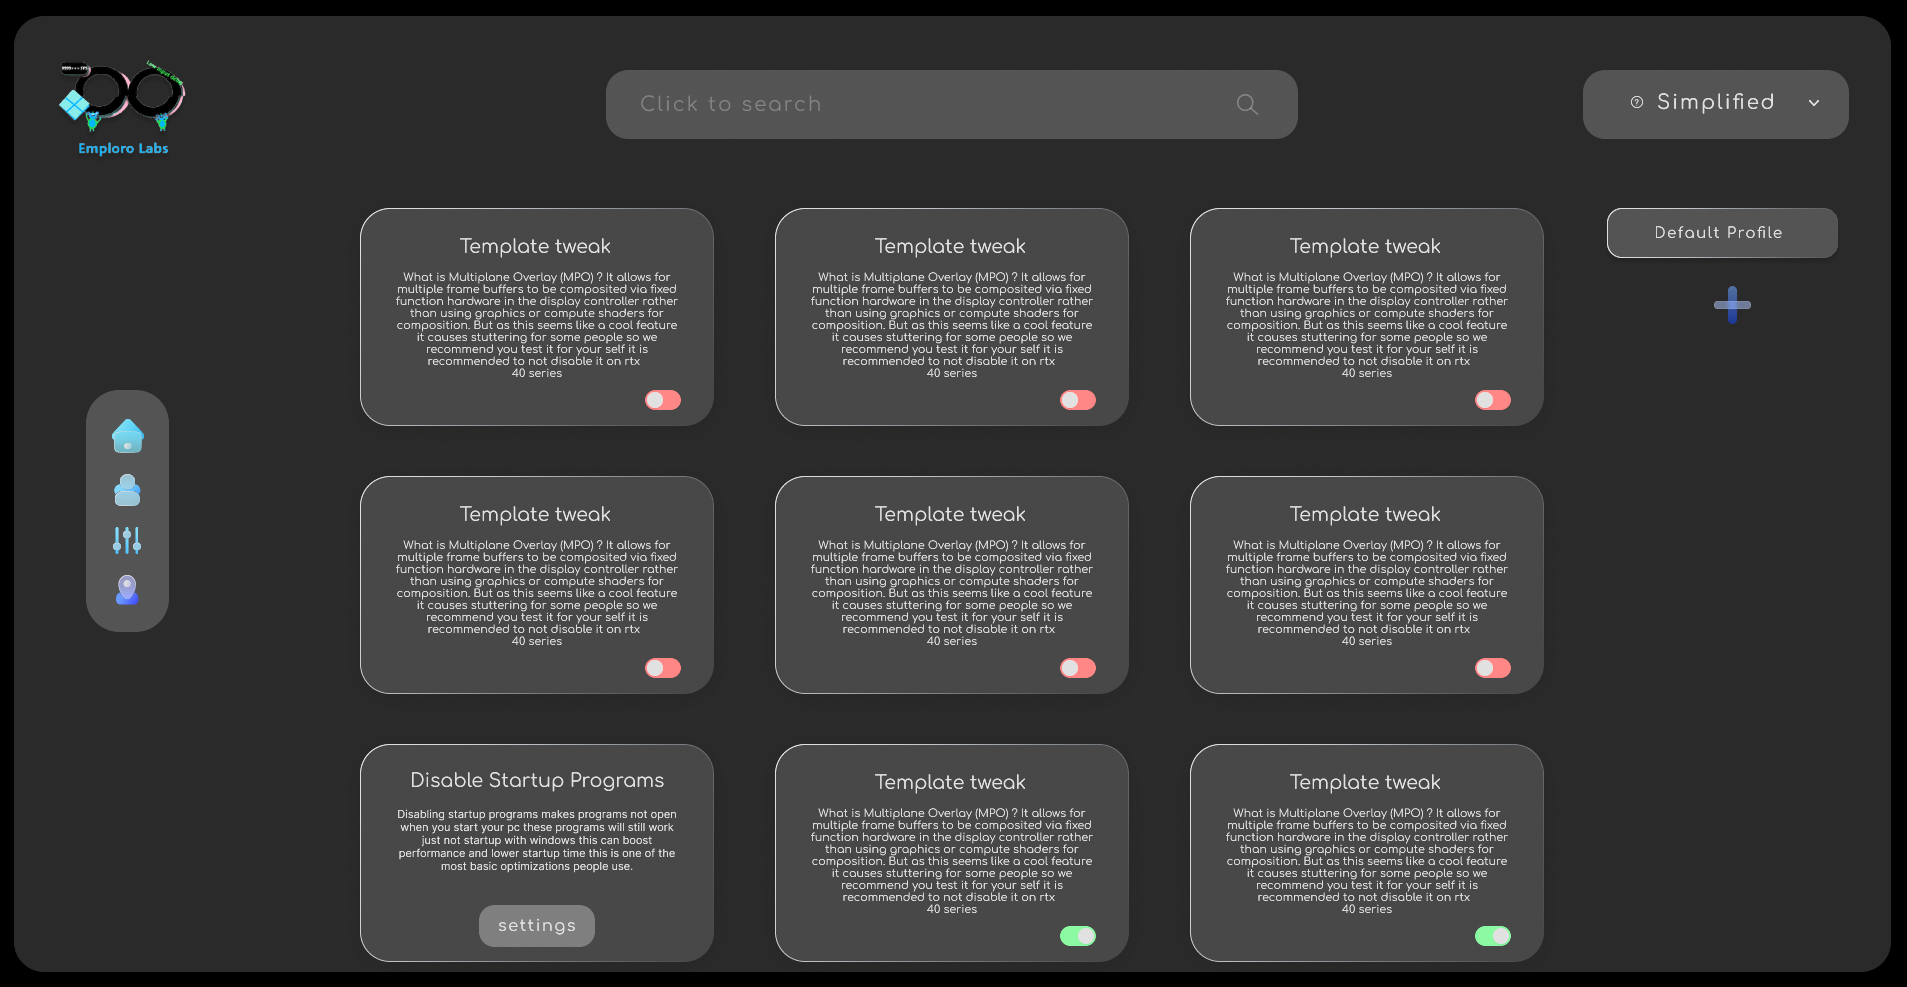 9999+++ FPS
Low input delay
Emploro Labs
Click to search
Simplified
Default Profile
Template tweak
What is Multiplane Overlay (MPO) ? It allows for
multiple frame buffers to be composited via fixed
function hardware in the display controller rather
than using graphics or compute shaders for
composition. But as this seems like a cool feature
it causes stuttering for some people so we
recommend you test it for your self it is
recommended to not disable it on rtx
40 series
Template tweak
What is Multiplane Overlay (MPO) ? It allows for
multiple frame buffers to be composited via fixed
function hardware in the display controller rather
than using graphics or compute shaders for
composition. But as this seems like a cool feature
it causes stuttering for some people so we
recommend you test it for your self it is
recommended to not disable it on rtx
40 series
Template tweak
What is Multiplane Overlay (MPO) ? It allows for
multiple frame buffers to be composited via fixed
function hardware in the display controller rather
than using graphics or compute shaders for
composition. But as this seems like a cool feature
it causes stuttering for some people so we
recommend you test it for your self it is
recommended to not disable it on rtx
40 series
Template tweak
What is Multiplane Overlay (MPO) ? It allows for
multiple frame buffers to be composited via fixed
function hardware in the display controller rather
than using graphics or compute shaders for
composition. But as this seems like a cool feature
it causes stuttering for some people so we
recommend you test it for your self it is
recommended to not disable it on rtx
40 series
Template tweak
What is Multiplane Overlay (MPO) ? It allows for
multiple frame buffers to be composited via fixed
function hardware in the display controller rather
than using graphics or compute shaders for
composition. But as this seems like a cool feature
it causes stuttering for some people so we
recommend you test it for your self it is
recommended to not disable it on rtx
40 series
Template tweak
What is Multiplane Overlay (MPO) ? It allows for
multiple frame buffers to be composited via fixed
function hardware in the display controller rather
than using graphics or compute shaders for
composition. But as this seems like a cool feature
it causes stuttering for some people so we
recommend you test it for your self it is
recommended to not disable it on rtx
40 series
Disable Startup Programs
Disabling startup programs makes programs not open
when you start your pc these programs will still work
just not startup with windows this can boost
performance and lower startup time this is one of the
most basic optimizations people use.
settings
Template tweak
What is Multiplane Overlay (MPO) ? It allows for
multiple frame buffers to be composited via fixed
function hardware in the display controller rather
than using graphics or compute shaders for
composition. But as this seems like a cool feature
it causes stuttering for some people so we
recommend you test it for your self it is
recommended to not disable it on rtx
40 series
Template tweak
What is Multiplane Overlay (MPO) ? It allows for
multiple frame buffers to be composited via fixed
function hardware in the display controller rather
than using graphics or compute shaders for
composition. But as this seems like a cool feature
it causes stuttering for some people so we
recommend you test it for your self it is
recommended to not disable it on rtx
40 series